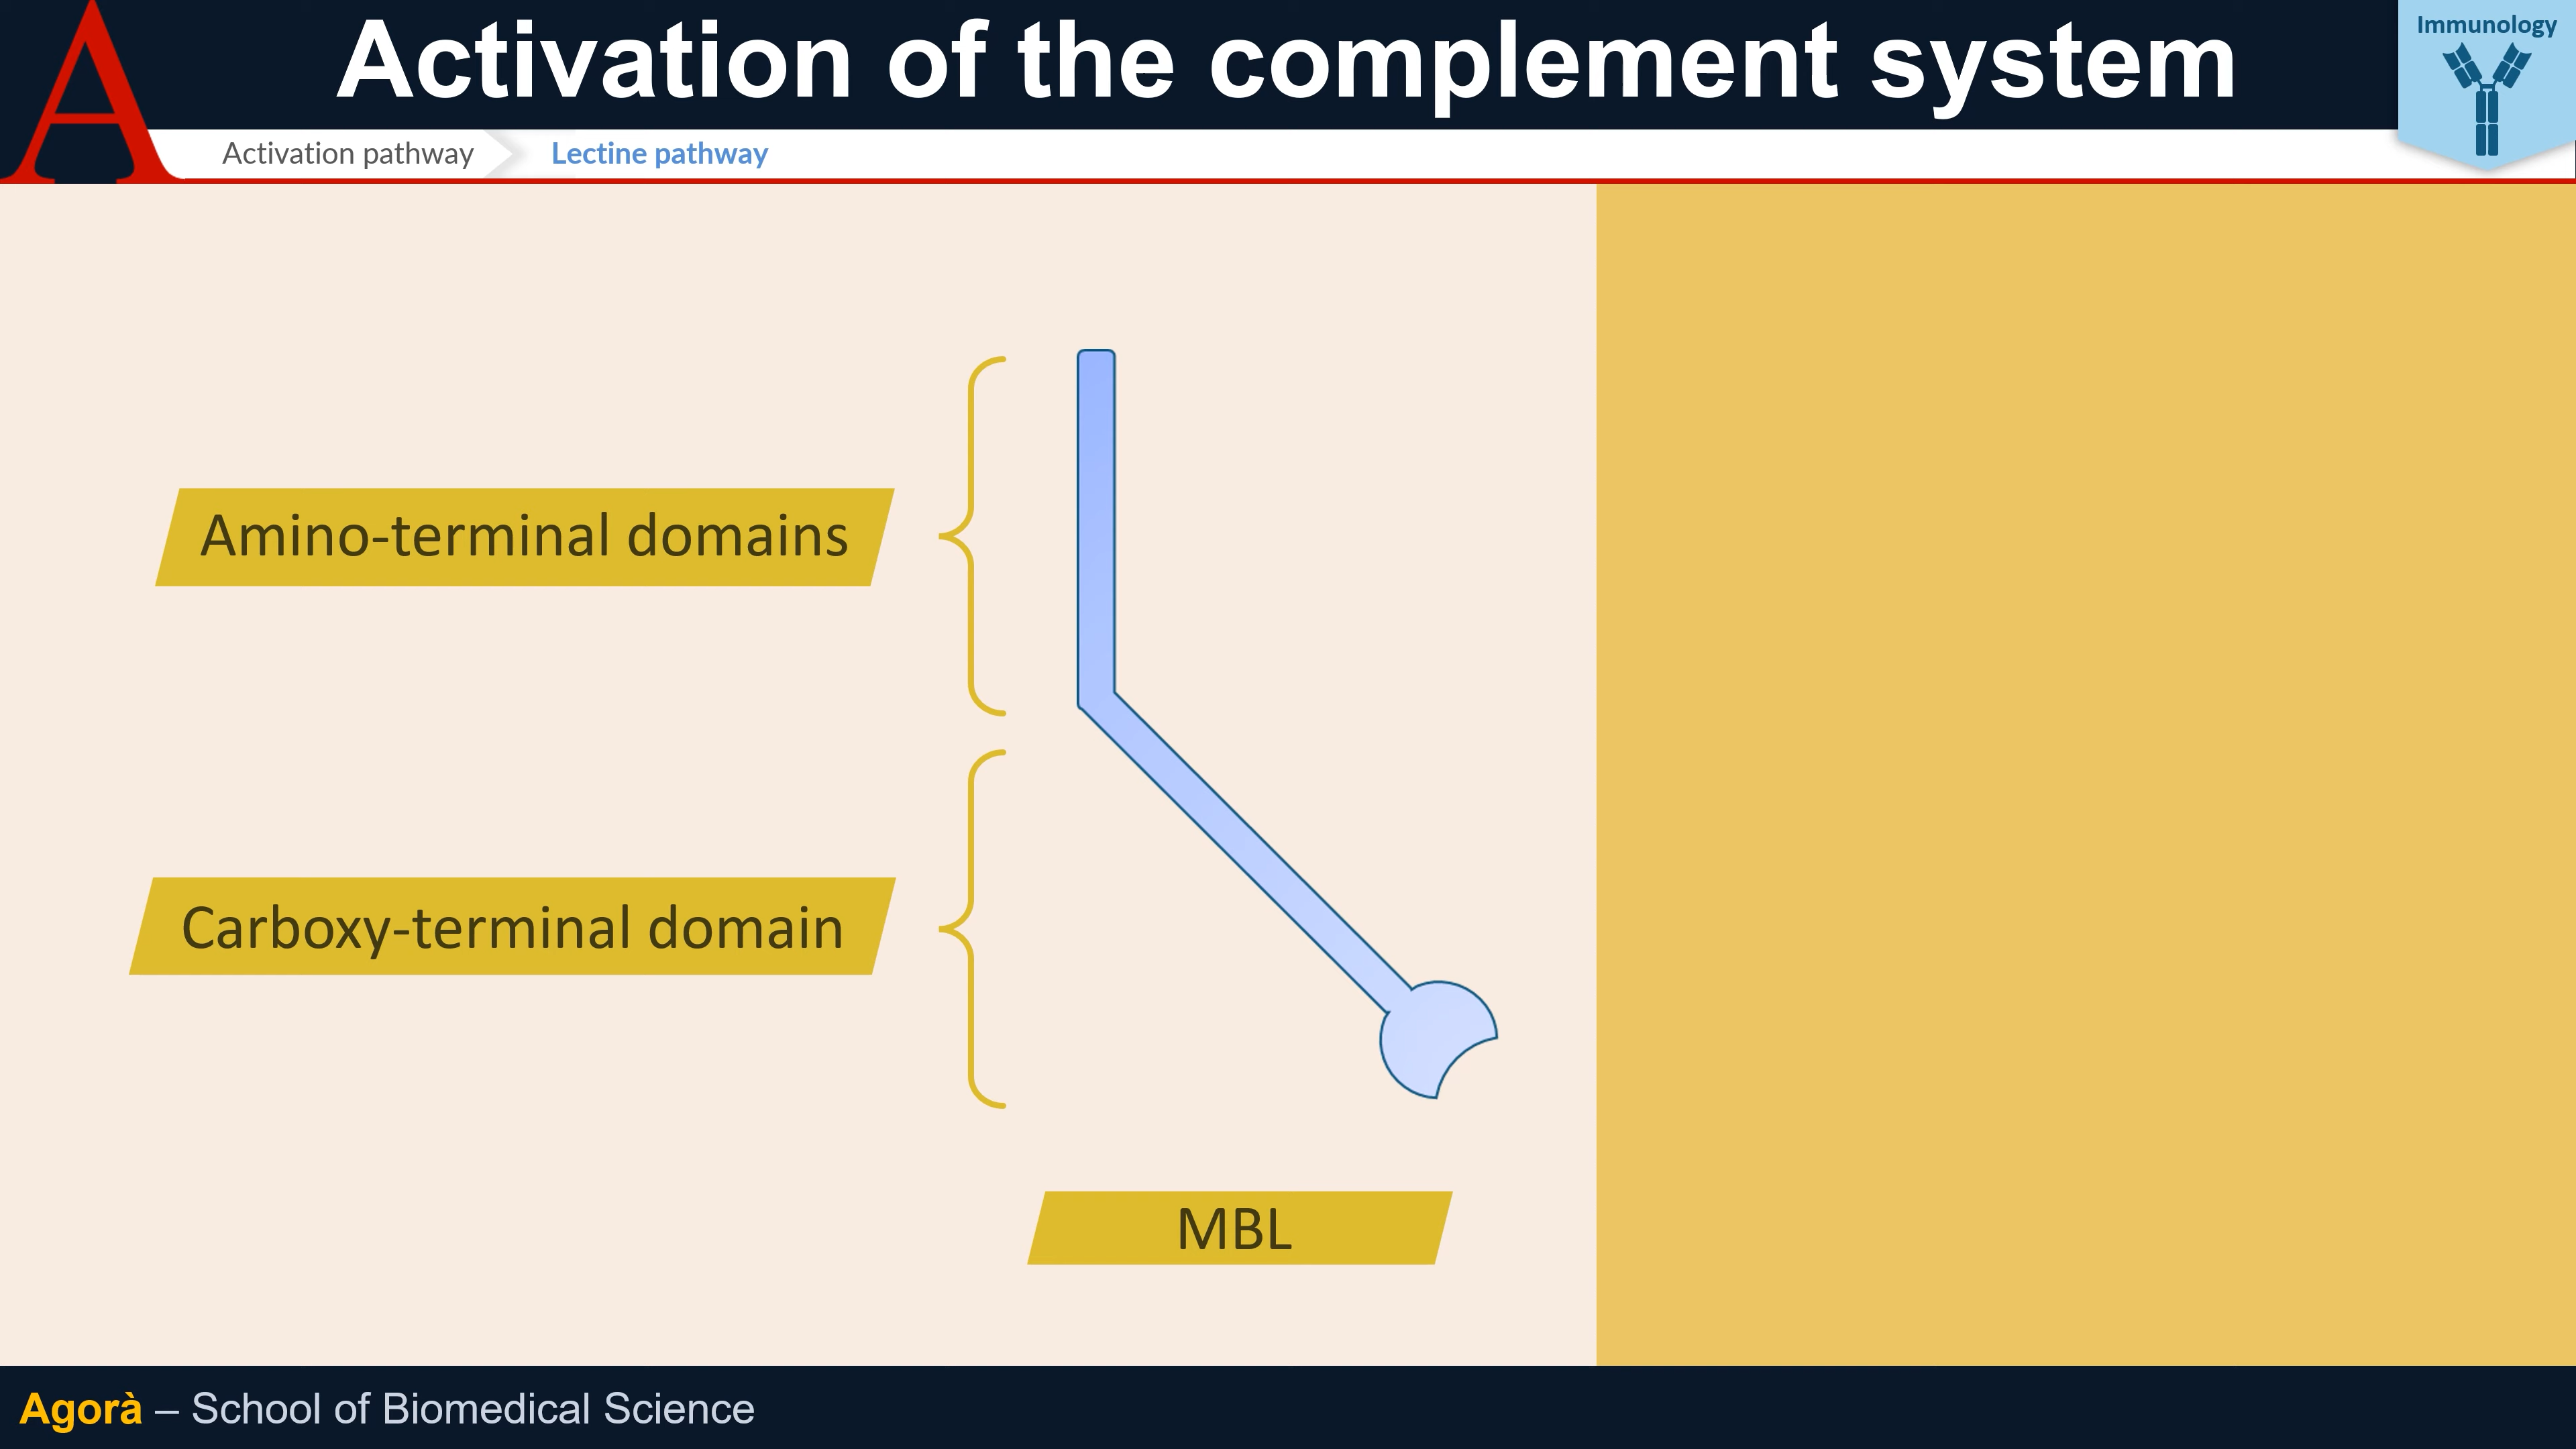 Activation of the complement system
Immunology
Activation pathway
Lectine pathway
Amino-terminal domains
Carboxy-terminal domain
MBL
Agorà – School of Biomedical Science